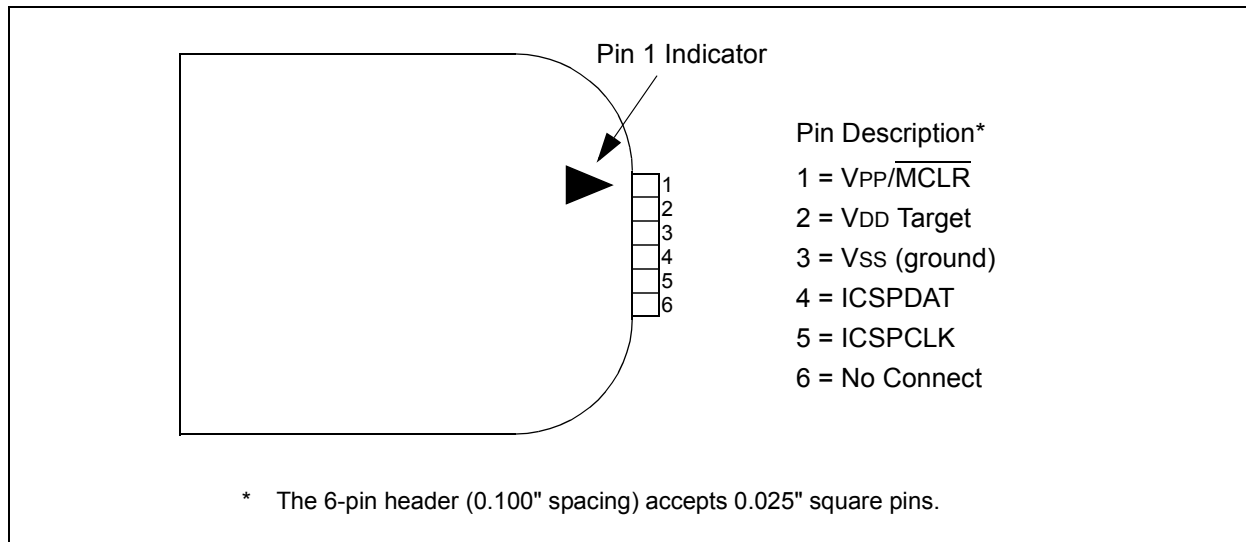 Pin 1 Indicator
1
2
3
4
5
6
Pin Description*
1 = VPP/M̅C̅L̅R̅
2 = VDD Target
3 = VSS (ground)
4 = ICSPDAT
5 = ICSPCLK
6 = No Connect
* The 6-pin header (0.100" spacing) accepts 0.025" square pins.